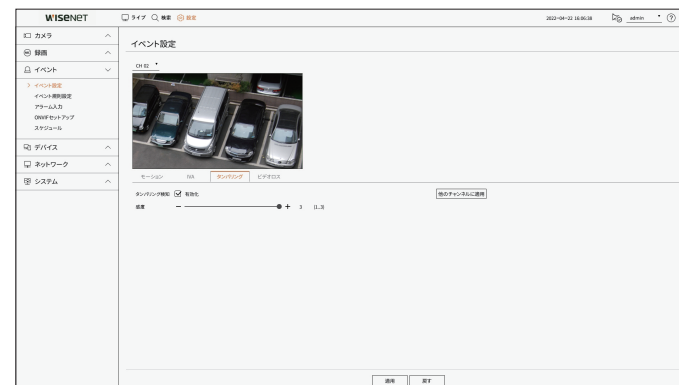 WISENET
ライブ 検索 設定 2022-04-22 16:06:38 admin
カメラ
録画
イベント
イベント設定
イベント規則設定
アラーム入力
ONVIFセットアップ
スケジュール
デバイス
ネットワーク
システム
イベント設定
CH 02
モーション IVA タンパリング ビデオロス
タンパリング検知 有効化 他のチャンネルに適用
感度 3 (1..3)
適用 戻す